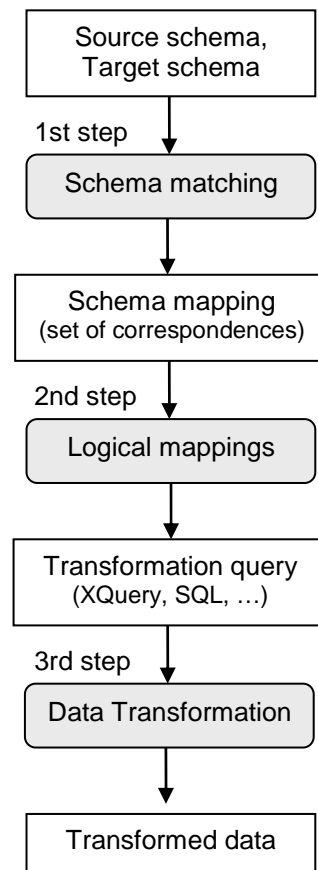 Source schema,
Target schema
1st step
Schema matching
Schema mapping
(set of correspondences)
2nd step
Logical mappings
Transformation query
(XQuery, SQL, …)
3rd step
Data Transformation
Transformed data